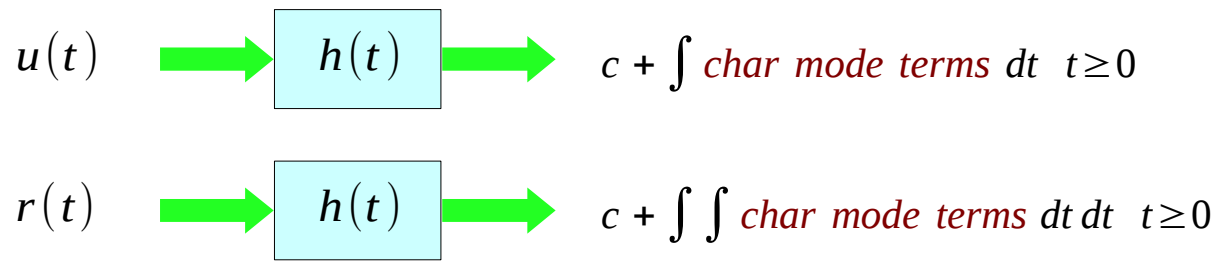 u(t) h(t) c + ∫ char mode terms dt t≥0
r(t) h(t) c + ∫ ∫ char mode terms dt dt t≥0